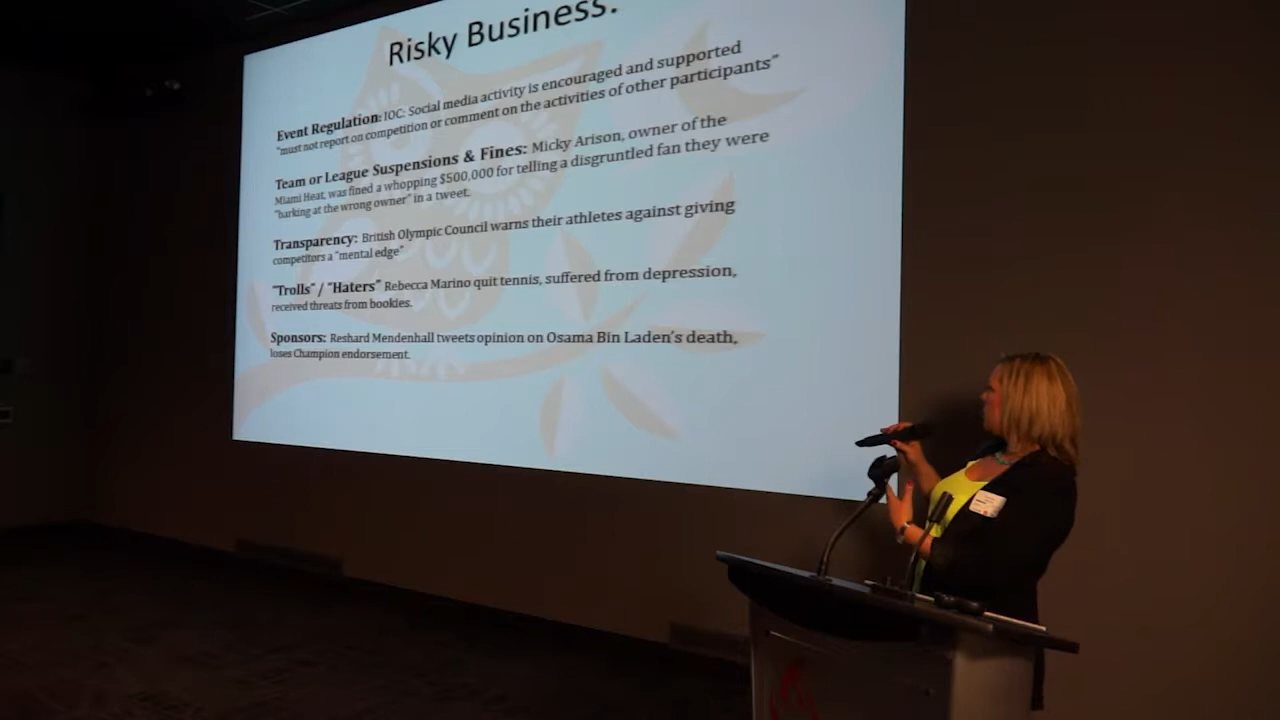 Risky Business.
Event Regulation: IOC: Social media activity is encouraged and supported
"must not report on competition or comment on the activities of other participants"
Team or League Suspensions & Fines: Micky Arison, owner of the
Miami Heat, was fined a whopping $500,000 for telling a disgruntled fan they were
"barking at the wrong owner" in a tweet.
Transparency: British Olympic Council warns their athletes against giving
competitors a "mental edge"
"Trolls" / "Haters" Rebecca Marino quit tennis, suffered from depression,
received threats from bookies.
Sponsors: Reshard Mendenhall tweets opinion on Osama Bin Laden's death,
loses Champion endorsement.